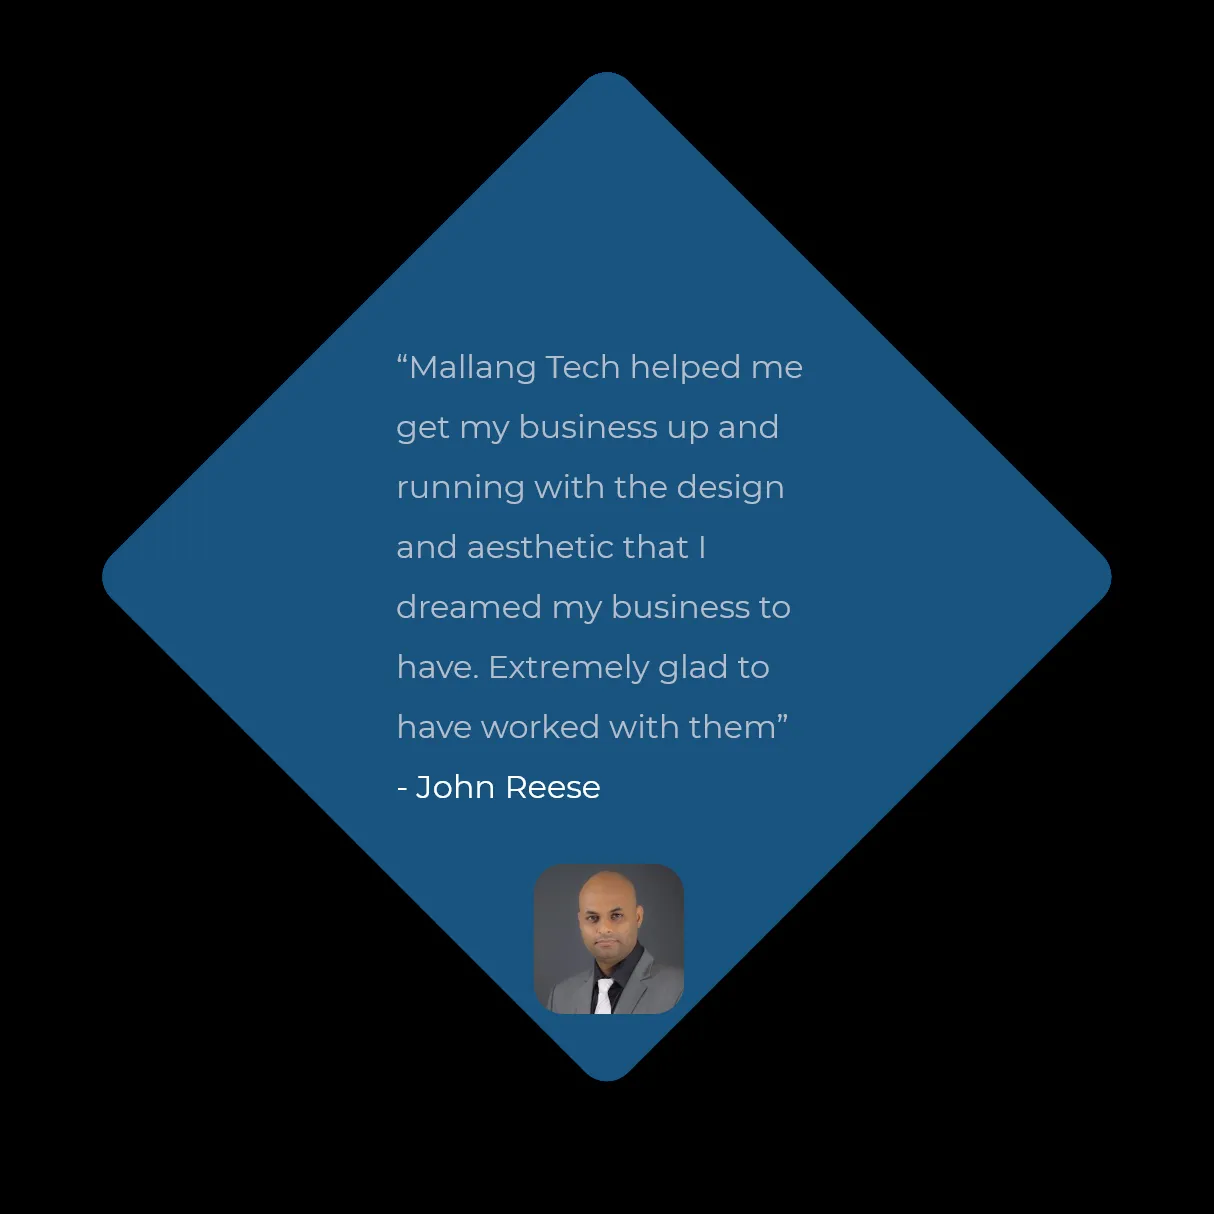 “Mallang Tech helped me
get my business up and
running with the design
and aesthetic that I
dreamed my business to
have. Extremely glad to
have worked with them”
- John Reese